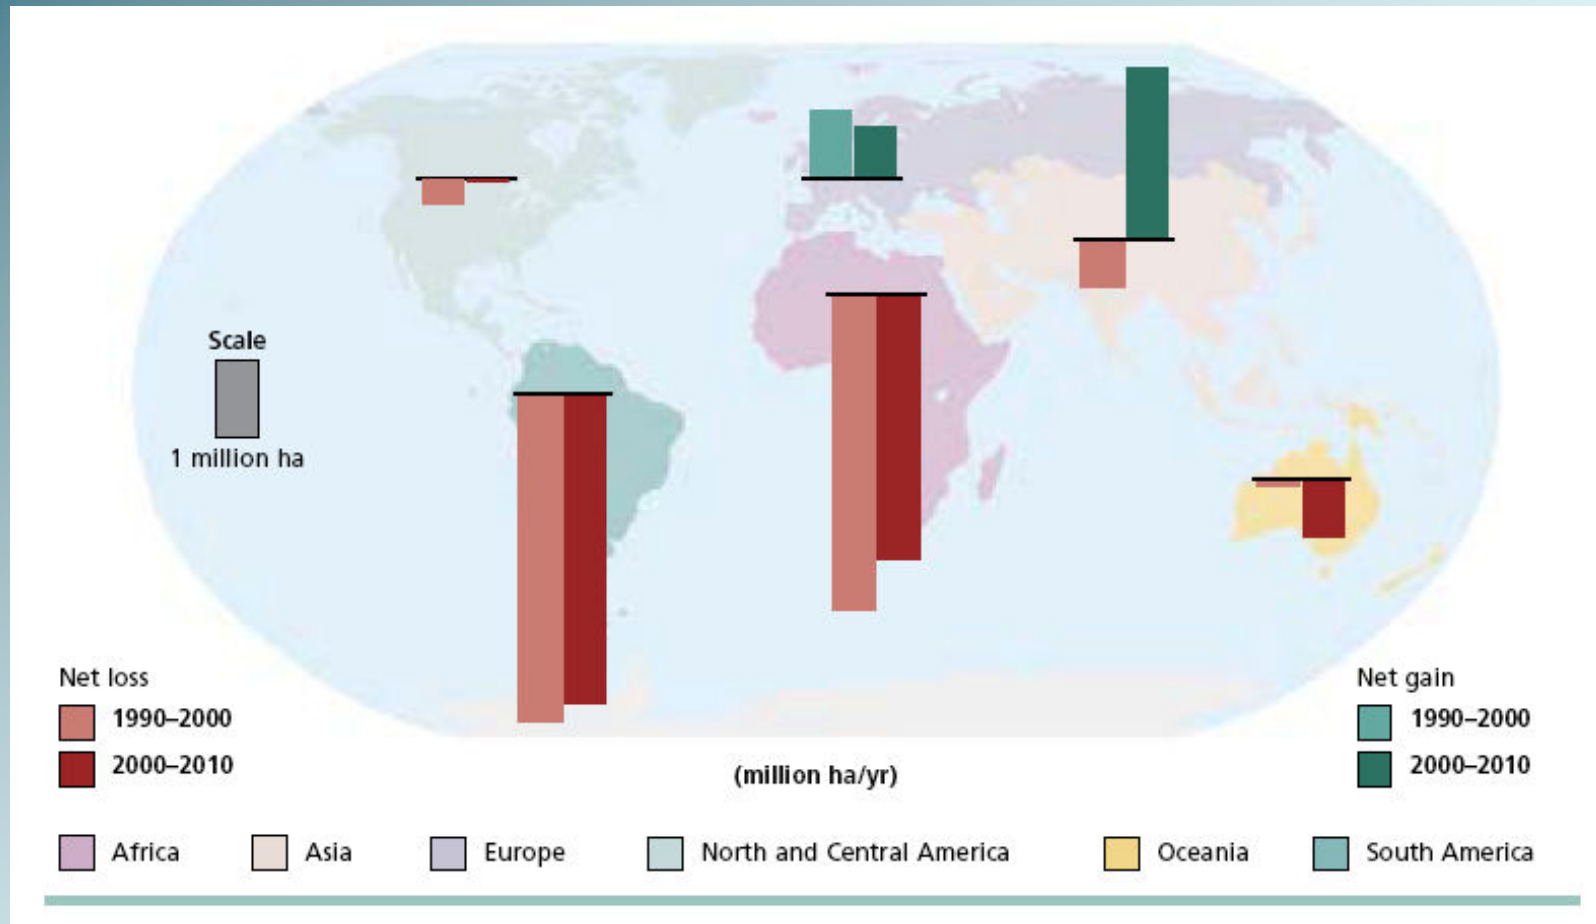 Scale
1 million ha
Net loss
1990–2000
2000–2010
(million ha/yr)
Net gain
1990–2000
2000–2010
Africa
Asia
Europe
North and Central America
Oceania
South America